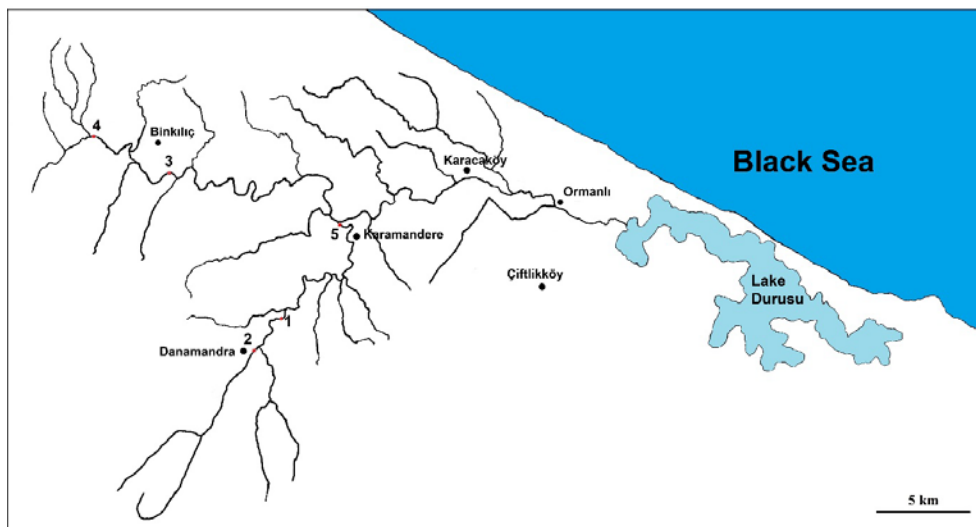 4
Binkılıç
3
Karacaköy
Black Sea
Ormanlı
5
Karamandere
Çiftlikköy
Lake
Durusu
1
2
Danamandra
5 km